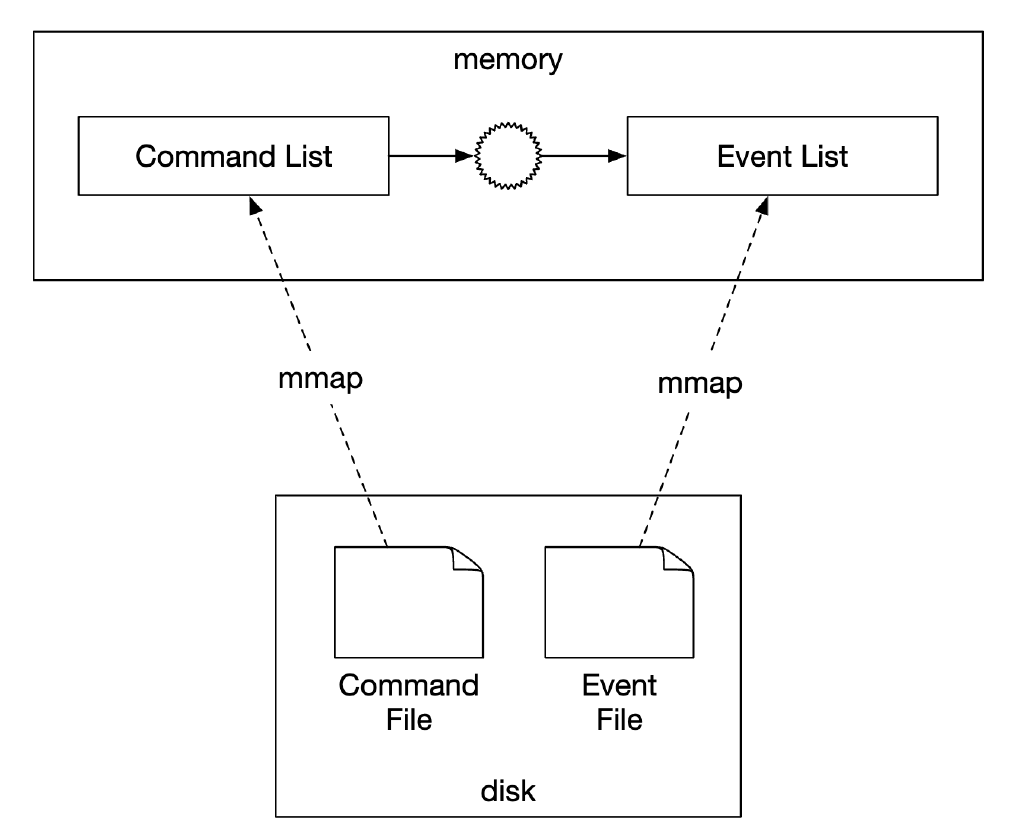 memory
Command List
Event List
mmap
mmap
Command
File
Event
File
disk